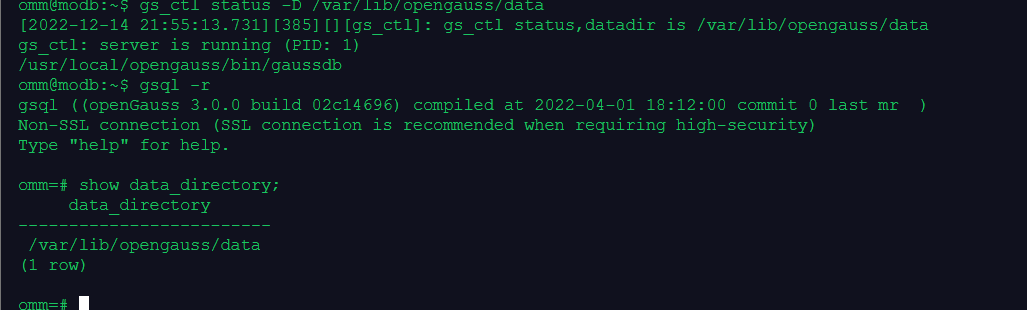 omm@modb:~$ gs_ctl status -D /var/lib/opengauss/data
[2022-12-14 21:55:13.731][385][][gs_ctl]: gs_ctl status,datadir is /var/lib/opengauss/data
gs_ctl: server is running (PID: 1)
/usr/local/opengauss/bin/gaussdb
omm@modb:~$ gsql -r
gsql ((openGauss 3.0.0 build 02c14696) compiled at 2022-04-01 18:12:00 commit 0 last mr  )
Non-SSL connection (SSL connection is recommended when requiring high-security)
Type "help" for help.
omm=# show data_directory;
data_directory
-------------------------
/var/lib/opengauss/data
(1 row)
omm=#